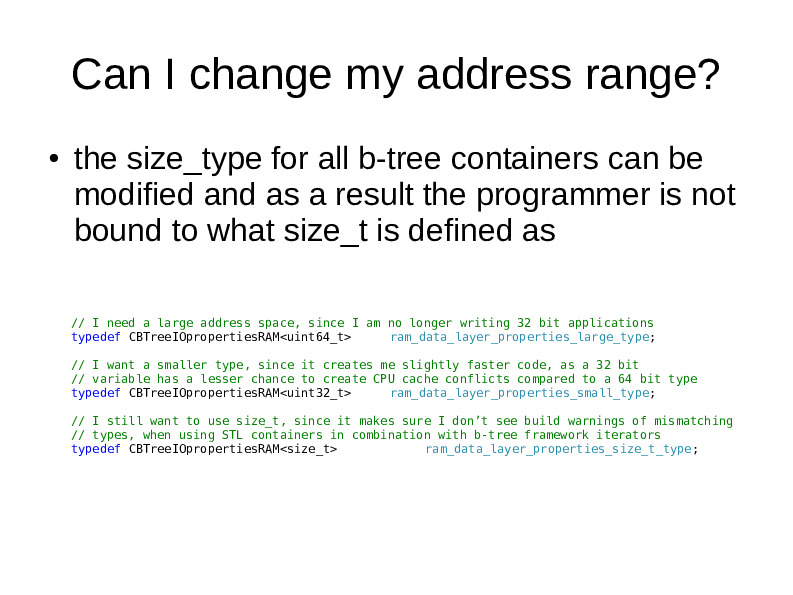 Can I change my address range?
• the size_type for all b-tree containers can be
modified and as a result the programmer is not
bound to what size_t is defined as
// I need a large address space, since I am no longer writing 32 bit applications
typedef CBTreeIOpropertiesRAM<uint64_t> ram_data_layer_properties_large_type;
// I want a smaller type, since it creates me slightly faster code, as a 32 bit
// variable has a lesser chance to create CPU cache conflicts compared to a 64 bit type
typedef CBTreeIOpropertiesRAM<uint32_t> ram_data_layer_properties_small_type;
// I still want to use size_t, since it makes sure I don’t see build warnings of mismatching
// types, when using STL containers in combination with b-tree framework iterators
typedef CBTreeIOpropertiesRAM<size_t> ram_data_layer_properties_size_t_type;